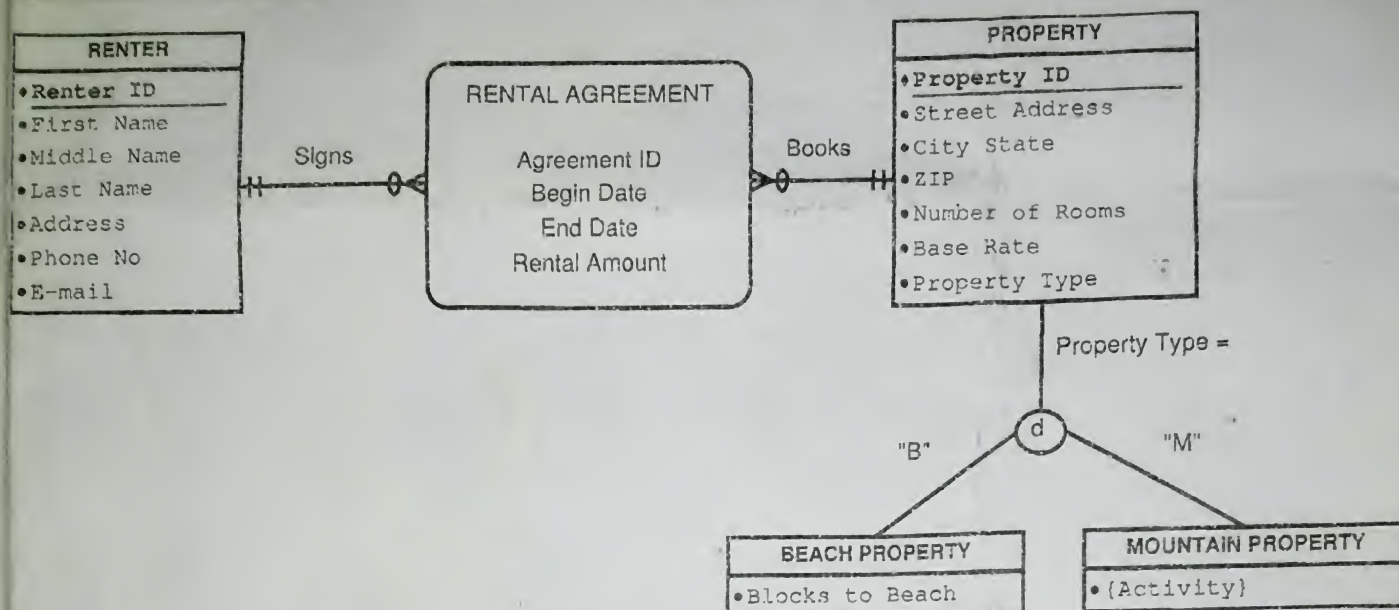 RENTER
Renter ID
First Name
Middle Name
Last Name
Address
Phone No
E-mail
Signs
RENTAL AGREEMENT
Agreement ID
Begin Date
End Date
Rental Amount
Books
PROPERTY
Property ID
Street Address
City State
ZIP
Number of Rooms
Base Rate
Property Type
Property Type =
d
"B"
"M"
BEACH PROPERTY
Blocks to Beach
MOUNTAIN PROPERTY
{Activity}